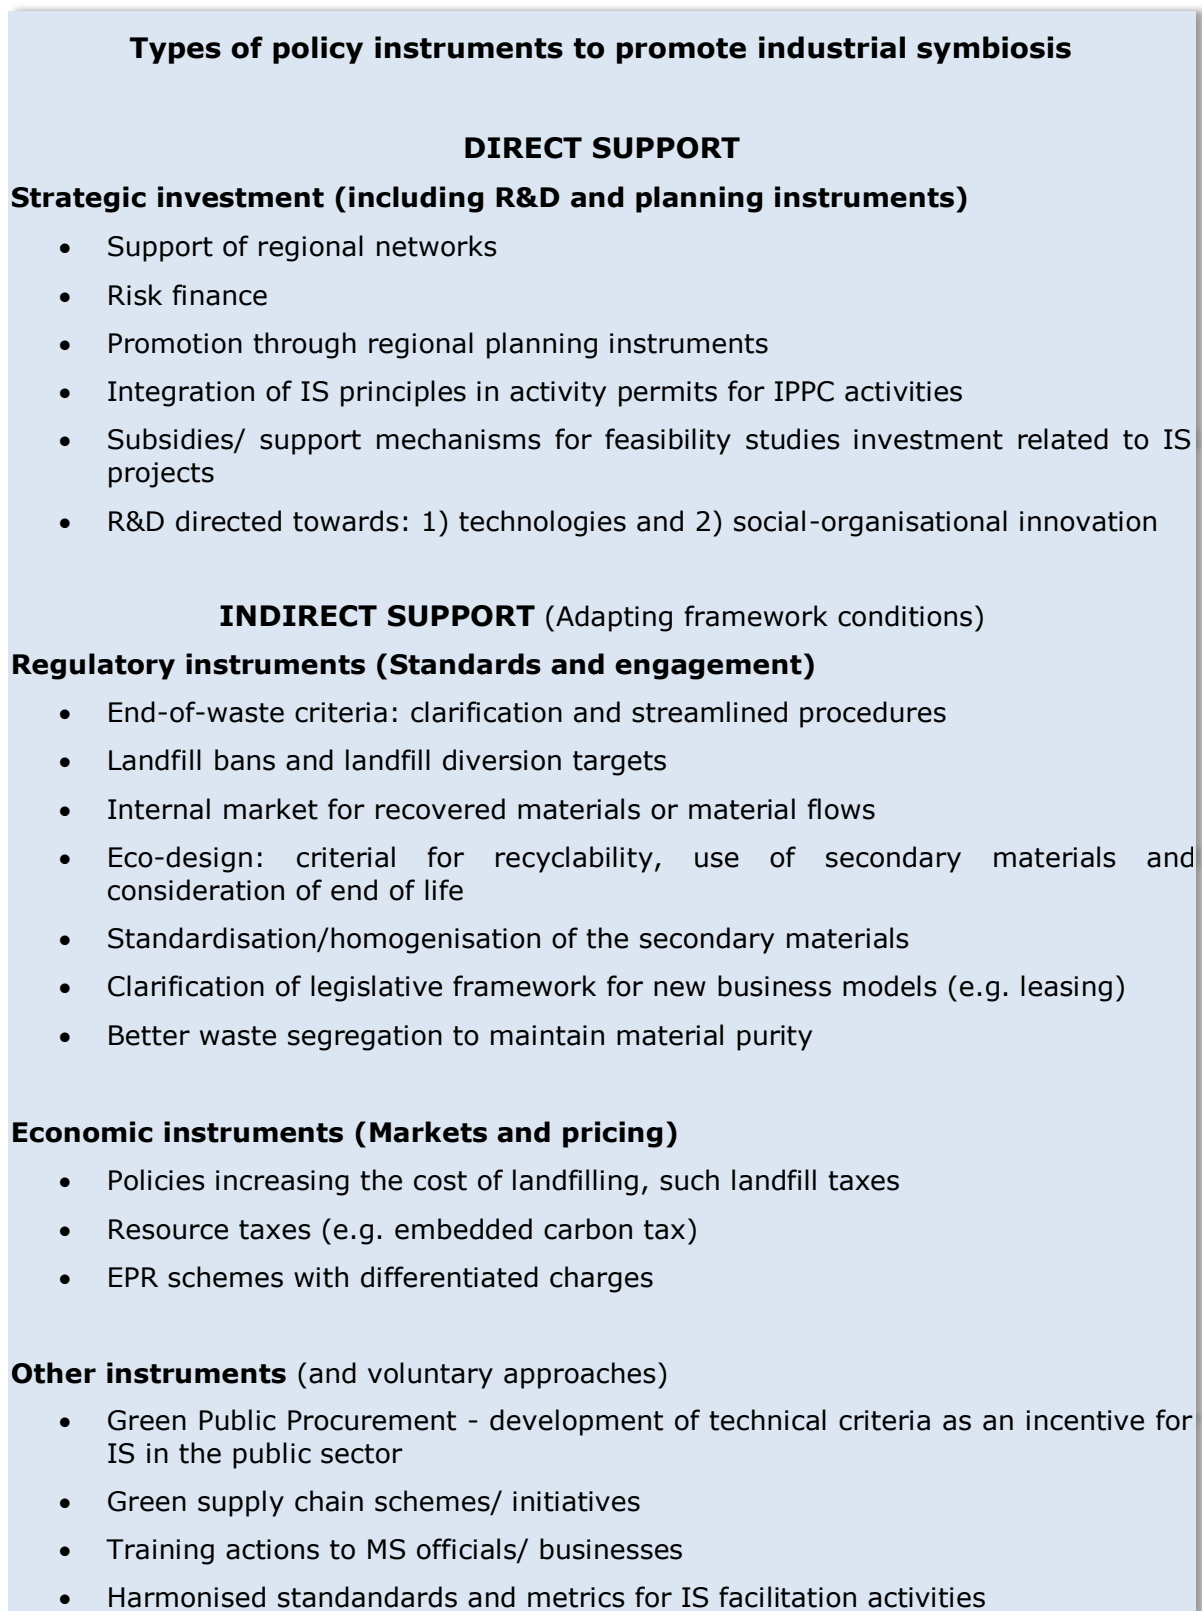 Types of policy instruments to promote industrial symbiosis
DIRECT SUPPORT
Strategic investment (including R&D and planning instruments)
• Support of regional networks
• Risk finance
• Promotion through regional planning instruments
• Integration of IS principles in activity permits for IPPC activities
• Subsidies/ support mechanisms for feasibility studies investment related to IS
projects
• R&D directed towards: 1) technologies and 2) social-organisational innovation
INDIRECT SUPPORT (Adapting framework conditions)
Regulatory instruments (Standards and engagement)
• End-of-waste criteria: clarification and streamlined procedures
• Landfill bans and landfill diversion targets
• Internal market for recovered materials or material flows
• Eco-design: criterial for recyclability, use of secondary materials and
consideration of end of life
• Standardisation/homogenisation of the secondary materials
• Clarification of legislative framework for new business models (e.g. leasing)
• Better waste segregation to maintain material purity
Economic instruments (Markets and pricing)
• Policies increasing the cost of landfilling, such landfill taxes
• Resource taxes (e.g. embedded carbon tax)
• EPR schemes with differentiated charges
Other instruments (and voluntary approaches)
• Green Public Procurement - development of technical criteria as an incentive for
IS in the public sector
• Green supply chain schemes/ initiatives
• Training actions to MS officials/ businesses
• Harmonised standandards and metrics for IS facilitation activities